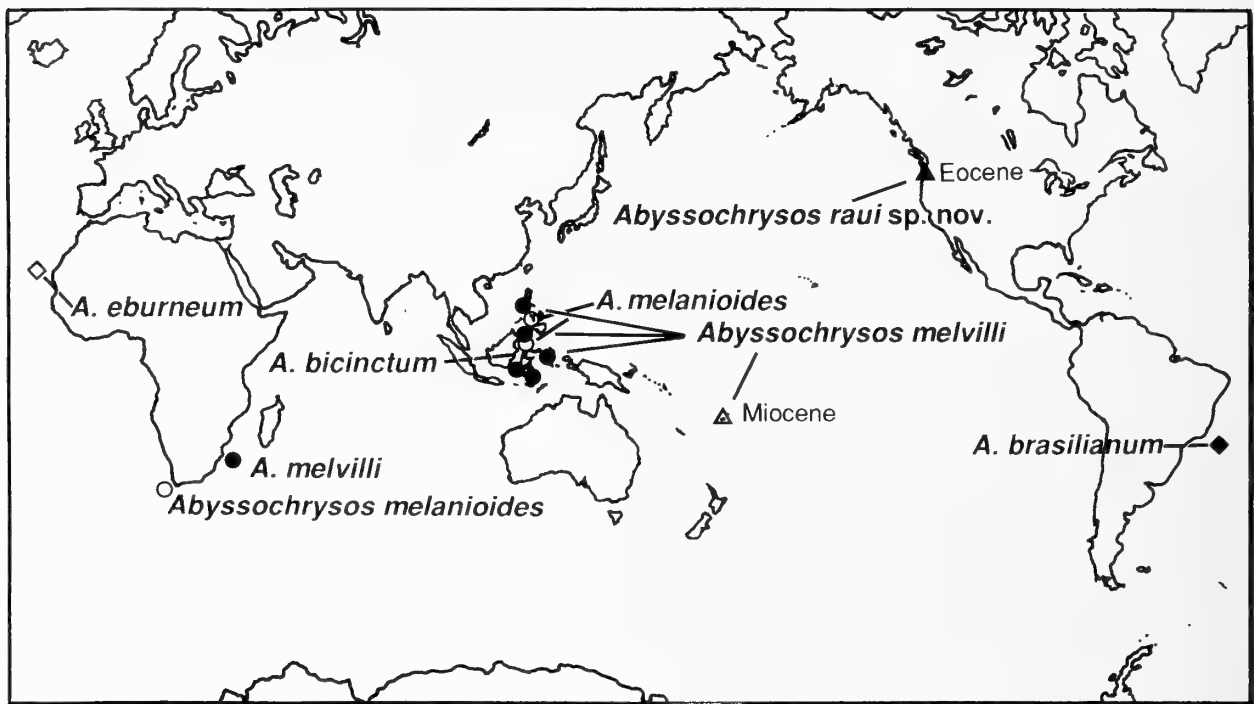 Eocene
Abyssochrysos raui sp. nov.
A. eburneum
A. melanioides
Abyssochrysos melvilli
A. bicinctum
Miocene
A. brasilianum
A. melvilli
Abyssochrysos melanioides